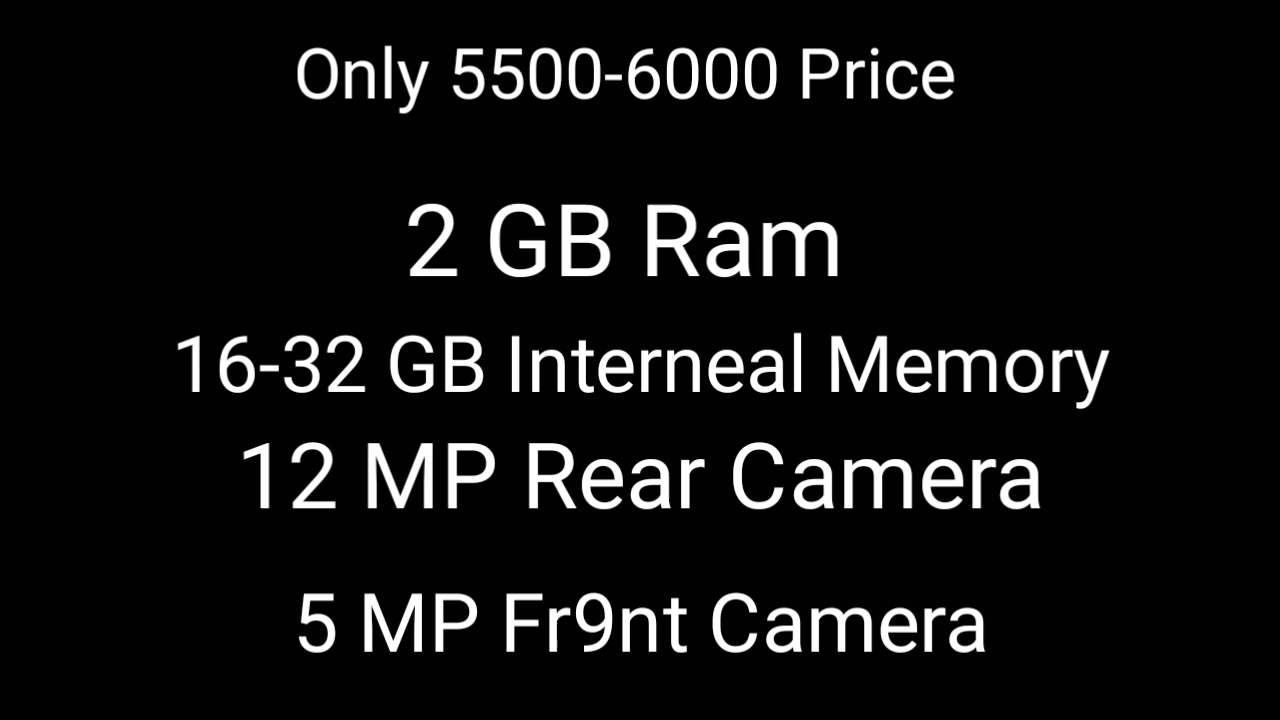 Only 5500-6000 Price
2 GB Ram
16-32 GB Interneal Memory
12 MP Rear Camera
5 MP Fr9nt Camera